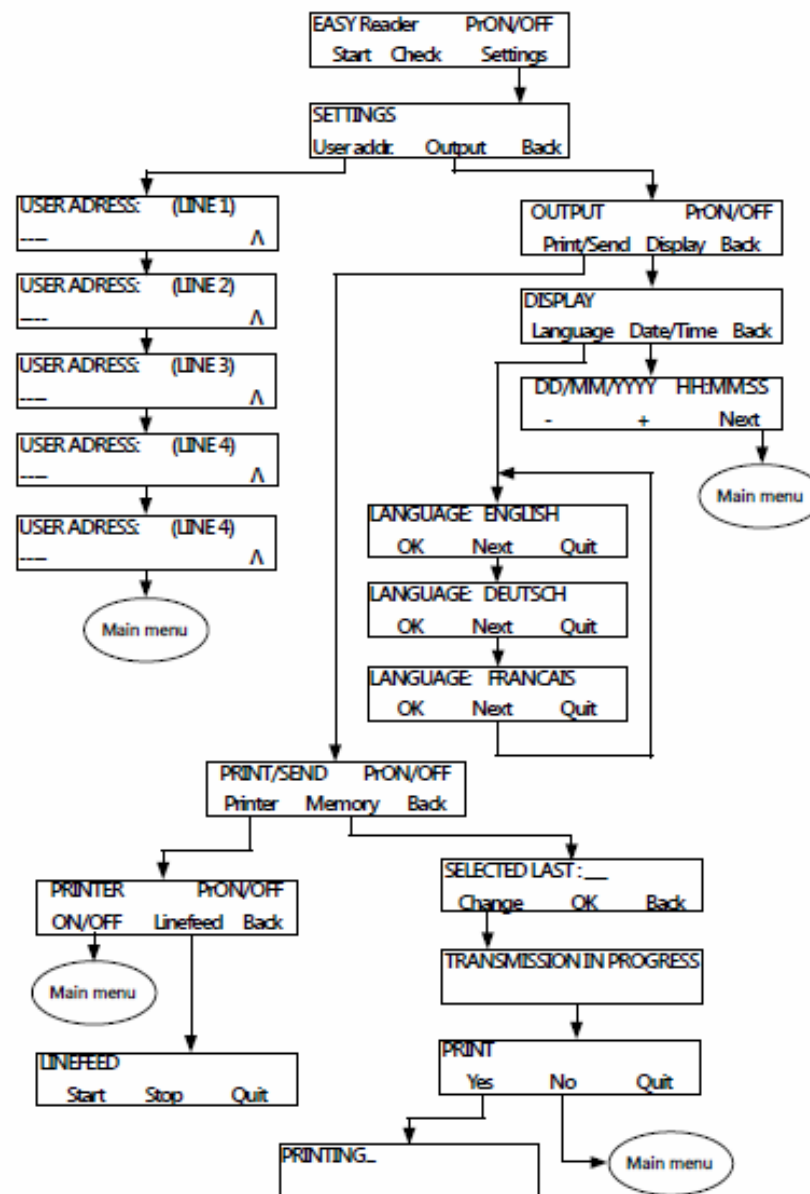 EASY Reader PrON/OFF
Start Check Settings
SETTINGS
User addr. Output Back
USER ADRESS: (LINE 1)
---- Λ
USER ADRESS: (LINE 2)
---- Λ
USER ADRESS: (LINE 3)
---- Λ
USER ADRESS: (LINE 4)
---- Λ
USER ADRESS: (LINE 4)
---- Λ
Main menu
OUTPUT PrON/OFF
Print/Send Display Back
DISPLAY
Language Date/Time Back
DD/MM/YYYY HH:MM:SS
- + Next
Main menu
LANGUAGE: ENGLISH
OK Next Quit
LANGUAGE: DEUTSCH
OK Next Quit
LANGUAGE: FRANCAIS
OK Next Quit
PRINT/SEND PrON/OFF
Printer Memory Back
PRINTER PrON/OFF
ON/OFF Linefeed Back
Main menu
LINEFEED
Start Stop Quit
SELECTED LAST : __
Change OK Back
TRANSMISSION IN PROGRESS
PRINT
Yes No Quit
PRINTING...
Main menu